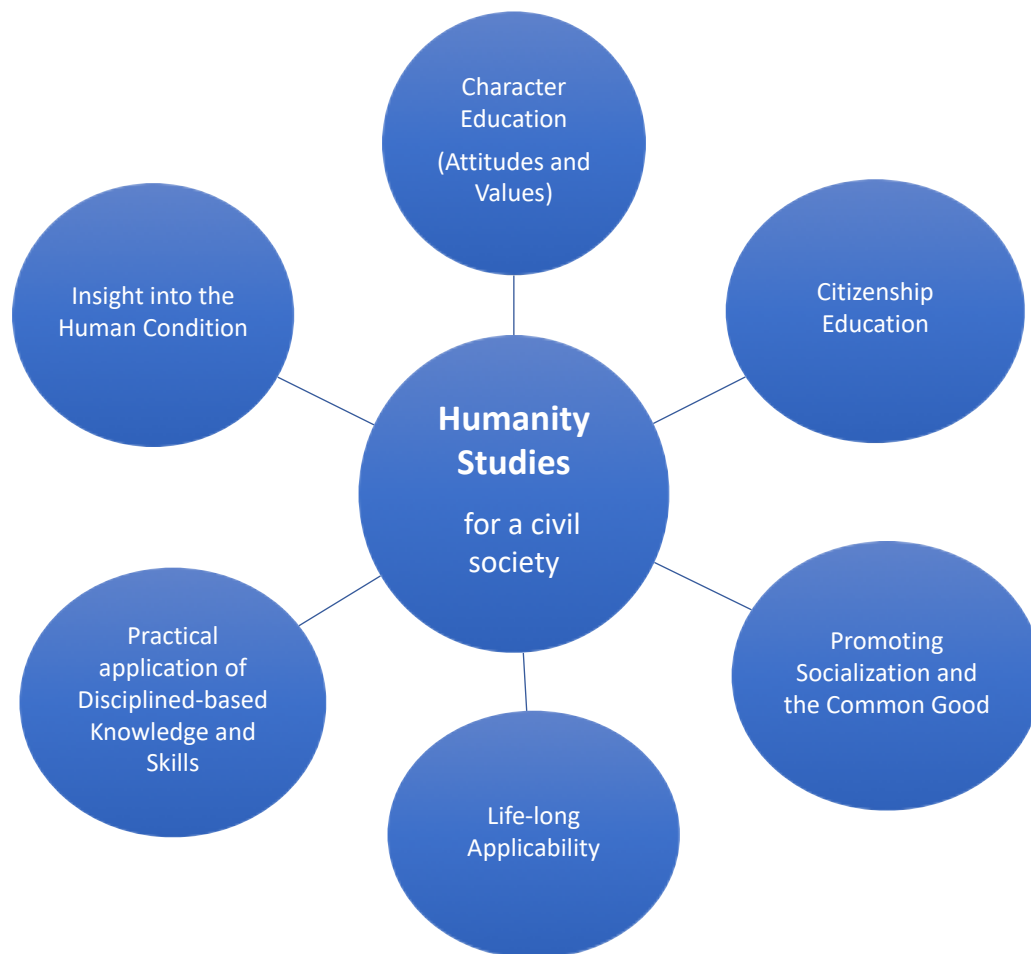 Character
Education
(Attitudes and
Values)
Insight into the
Human Condition
Citizenship
Education
Humanity
Studies
for a civil
society
Practical
application of
Disciplined-based
Knowledge and
Skills
Promoting
Socialization and
the Common Good
Life-long
Applicability